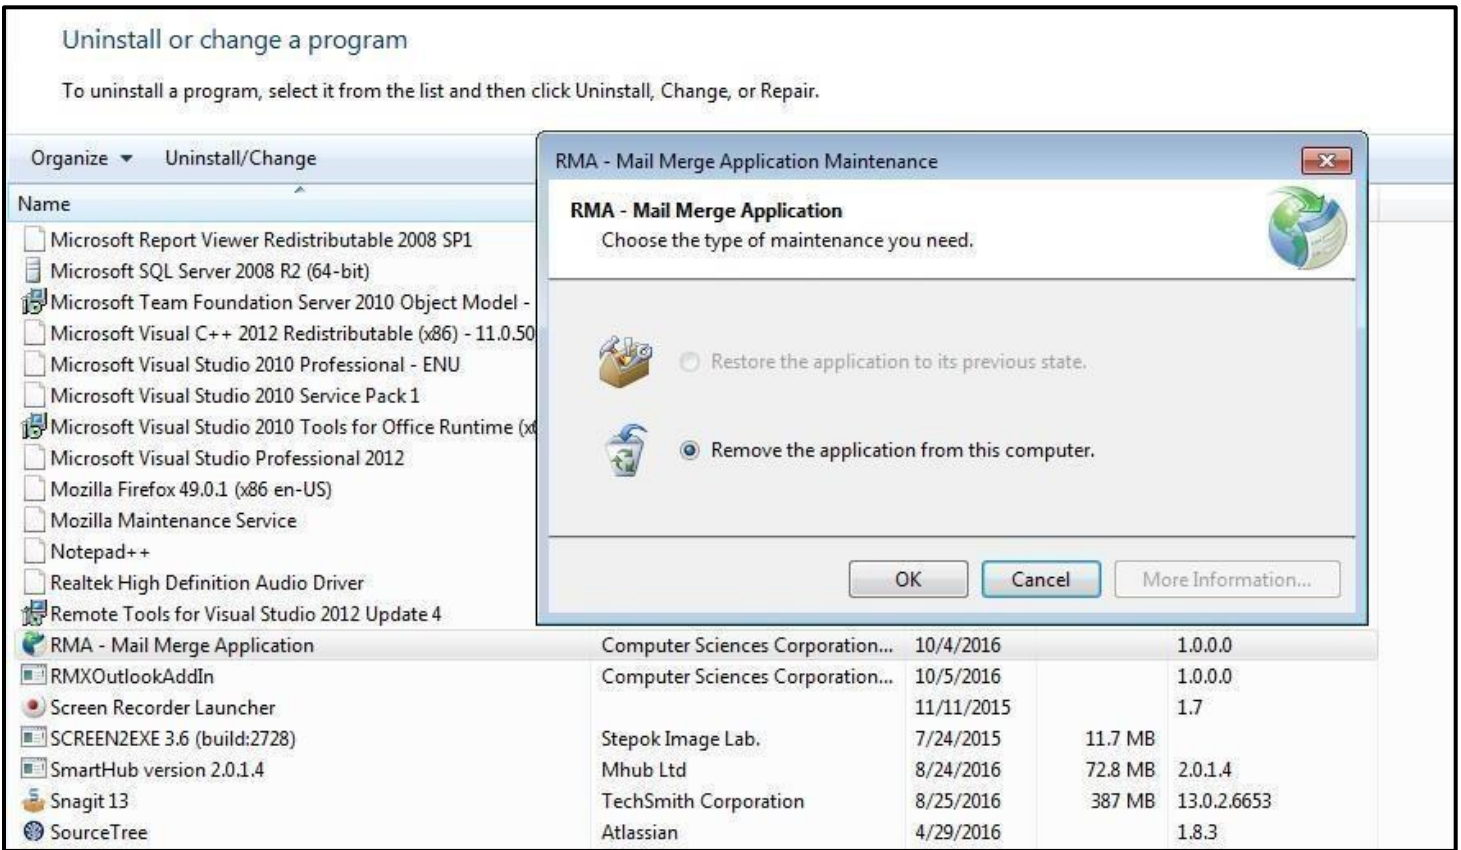 Uninstall or change a program
To uninstall a program, select it from the list and then click Uninstall, Change, or Repair.
Organize Uninstall/Change
Name
Microsoft Report Viewer Redistributable 2008 SP1
Microsoft SQL Server 2008 R2 (64-bit)
Microsoft Team Foundation Server 2010 Object Model -
Microsoft Visual C++ 2012 Redistributable (x86) - 11.0.50
Microsoft Visual Studio 2010 Professional - ENU
Microsoft Visual Studio 2010 Service Pack 1
Microsoft Visual Studio 2010 Tools for Office Runtime
Microsoft Visual Studio Professional 2012
Mozilla Firefox 49.0.1 (x86 en-US)
Mozilla Maintenance Service
Notepad++
Realtek High Definition Audio Driver
Remote Tools for Visual Studio 2012 Update 4
RMA - Mail Merge Application Maintenance
RMA - Mail Merge Application
Choose the type of maintenance you need.
Restore the application to its previous state.
Remove the application from this computer.
OK Cancel More Information...
RMA - Mail Merge Application Computer Sciences Corporation... 10/4/2016 1.0.0.0
RMXOutlookAddIn Computer Sciences Corporation... 10/5/2016 1.0.0.0
Screen Recorder Launcher 11/11/2015 1.7
SCREEN2EXE 3.6 (build:2728) Stepok Image Lab. 7/24/2015 11.7 MB
SmartHub version 2.0.1.4 Mhub Ltd 8/24/2016 72.8 MB 2.0.1.4
Snagit 13 TechSmith Corporation 8/25/2016 387 MB 13.0.2.6653
SourceTree Atlassian 4/29/2016 1.8.3